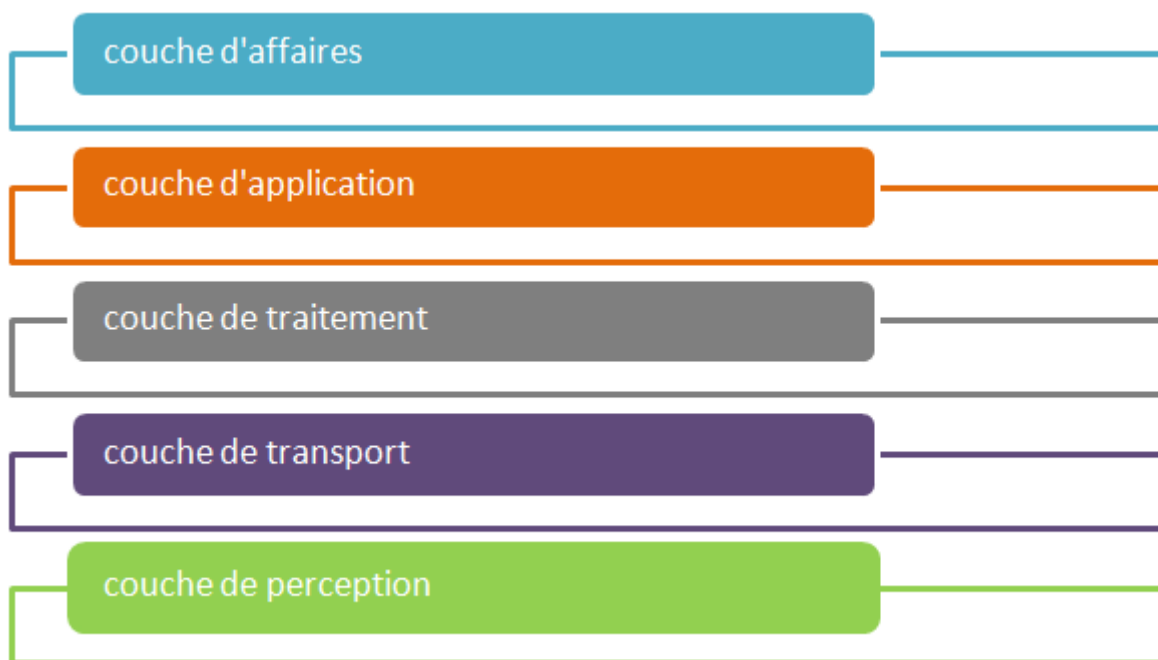 couche d'affaires
couche d'application
couche de traitement
couche de transport
couche de perception